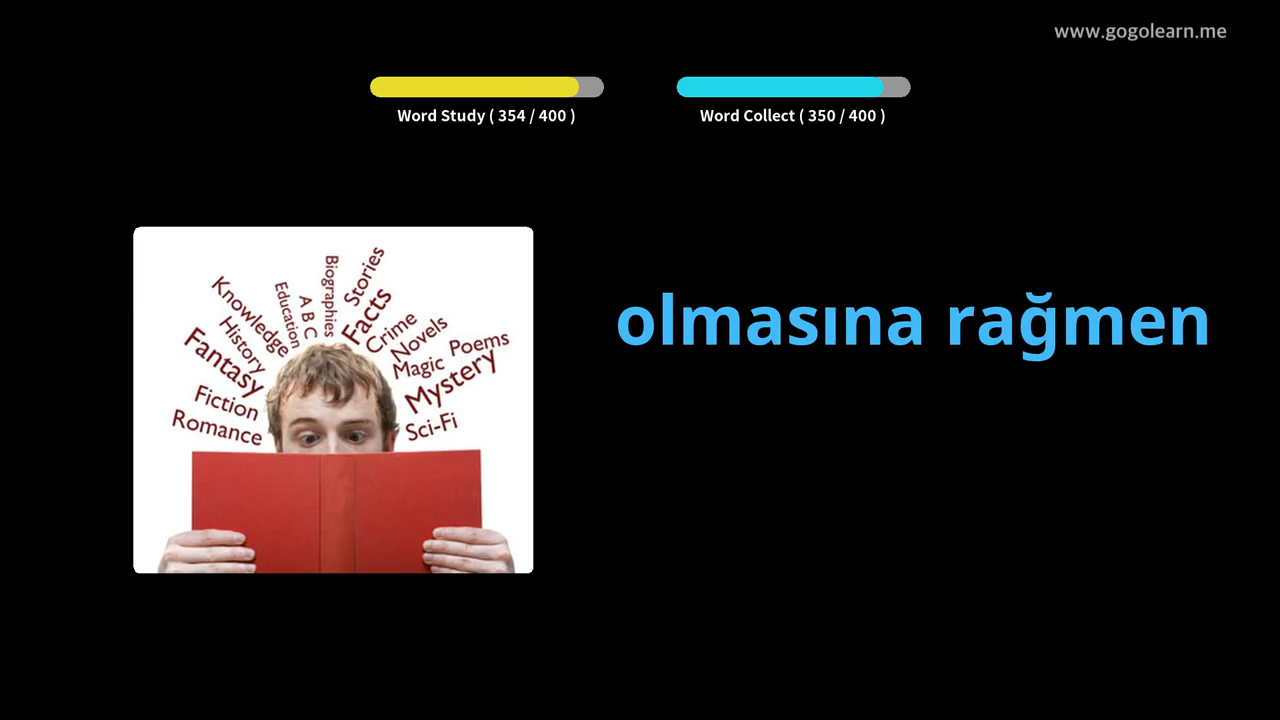 www.gogolearn.me
Word Study ( 354 / 400 )
Word Collect ( 350 / 400 )
olmasına rağmen
Knowledge
History
Fantasy
Fiction
Romance
Education
A B C
Biographies
Stories
Facts
Crime
Novels
Magic
Poems
Mystery
Sci-Fi